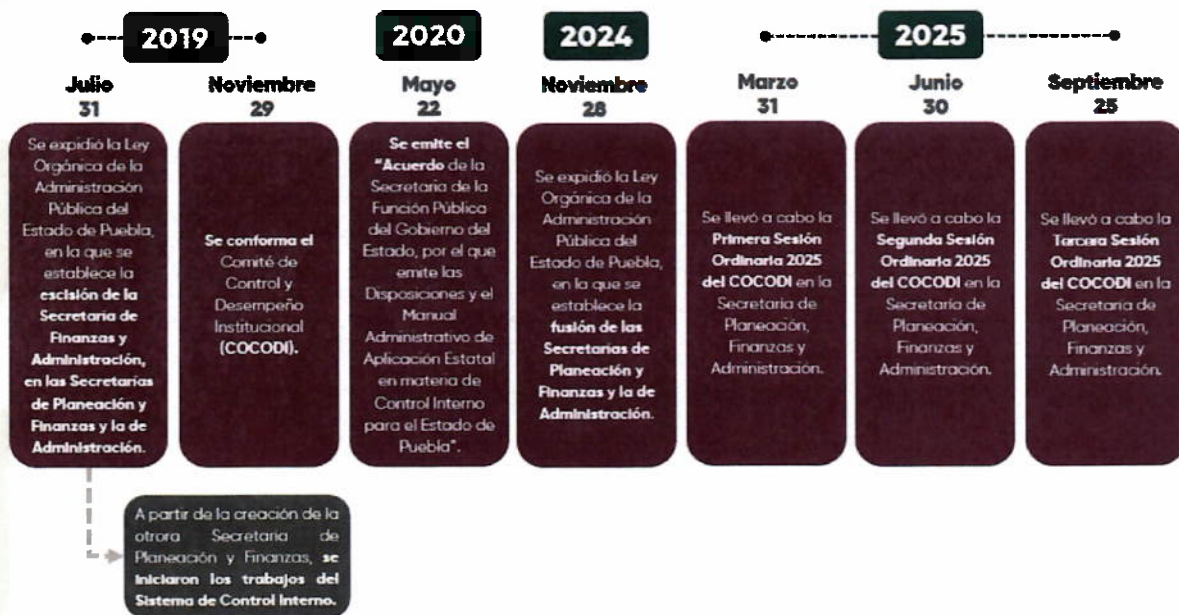 2019
2020
2024
2025
Julio
31
Se expidió la Ley
Orgánica de la
Administración
Pública del
Estado de Puebla,
en la que se
establece la
escisión de la
Secretaría de
Finanzas y
Administración,
en las Secretarías
de Planeación y
Finanzas y la de
Administración.
Noviembre
29
Se conforma el
Comité de
Control y
Desempeño
Institucional
(COCODI).
Mayo
22
Se emite el
"Acuerdo de la
Secretaría de la
Función Pública
del Gobierno del
Estado, por el que
emite las
Disposiciones y el
Manual
Administrativo de
Aplicación Estatal
en materia de
Control Interno
para el Estado de
Puebla".
Noviembre
28
Se expidió la Ley
Orgánica de la
Administración
Pública del
Estado de Puebla,
en la que se
establece la
fusión de las
Secretarías de
Planeación y
Finanzas y la de
Administración.
Marzo
31
Se llevó a cabo la
Primera Sesión
Ordinaria 2025
del COCODI en la
Secretaría de
Planeación,
Finanzas y
Administración.
Junio
30
Se llevó a cabo la
Segunda Sesión
Ordinaria 2025
del COCODI en la
Secretaría de
Planeación,
Finanzas y
Administración.
Septiembre
25
Se llevó a cabo la
Tercera Sesión
Ordinaria 2025
del COCODI en la
Secretaría de
Planeación,
Finanzas y
Administración.
A partir de la creación de la
otrora Secretaría de
Planeación y Finanzas, se
iniciaron los trabajos del
Sistema de Control Interno.